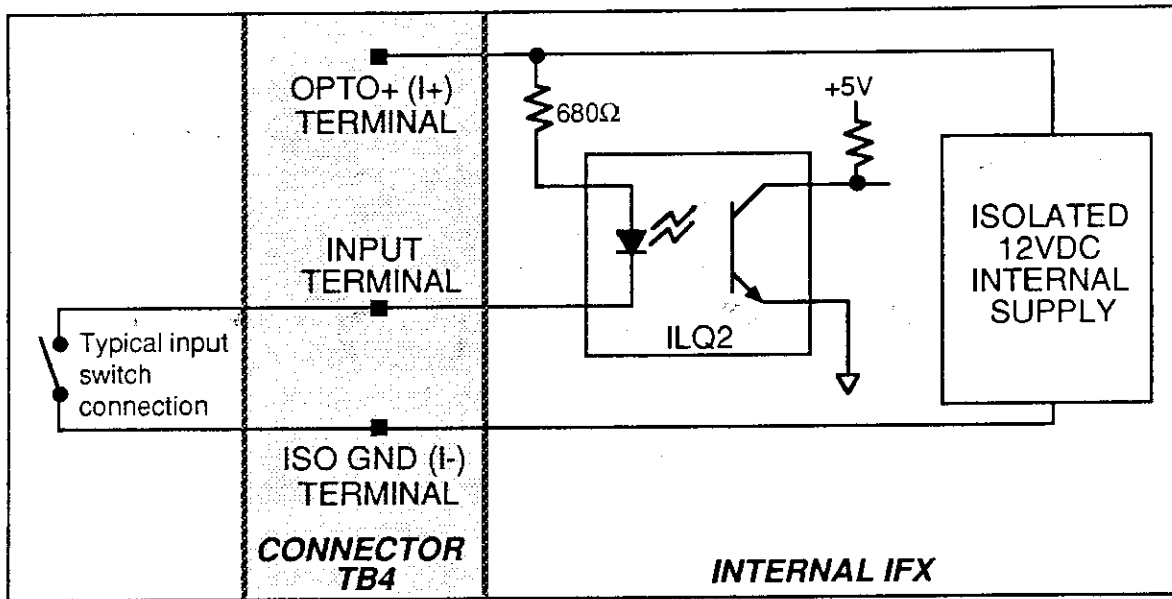 OPTO+ (I+)
TERMINAL
680Ω
+5V
INPUT
TERMINAL
ISOLATED
12VDC
INTERNAL
SUPPLY
ILQ2
Typical input
switch
connection
ISO GND (I-)
TERMINAL
CONNECTOR
TB4
INTERNAL IFX